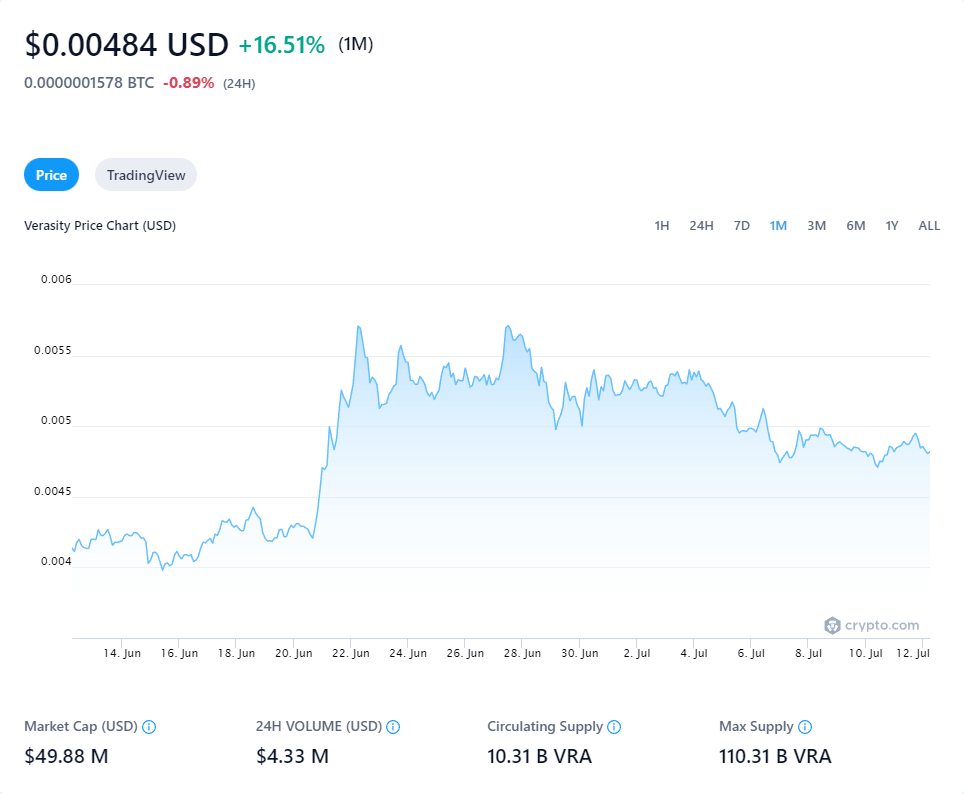 $0.00484 USD +16.51% (1M)
0.0000001578 BTC -0.89% (24H)
Price TradingView
Verasity Price Chart (USD) 1H 24H 7D 1M 3M 6M 1Y ALL
0.006
0.0055
0.005
0.0045
0.004
crypto.com
14. Jun 16. Jun 18. Jun 20. Jun 22. Jun 24. Jun 26. Jun 28. Jun 30. Jun 2. Jul 4. Jul 6. Jul 8. Jul 10. Jul 12. Jul
Market Cap (USD) 24H VOLUME (USD) Circulating Supply Max Supply
$49.88 M $4.33 M 10.31 B VRA 110.31 B VRA